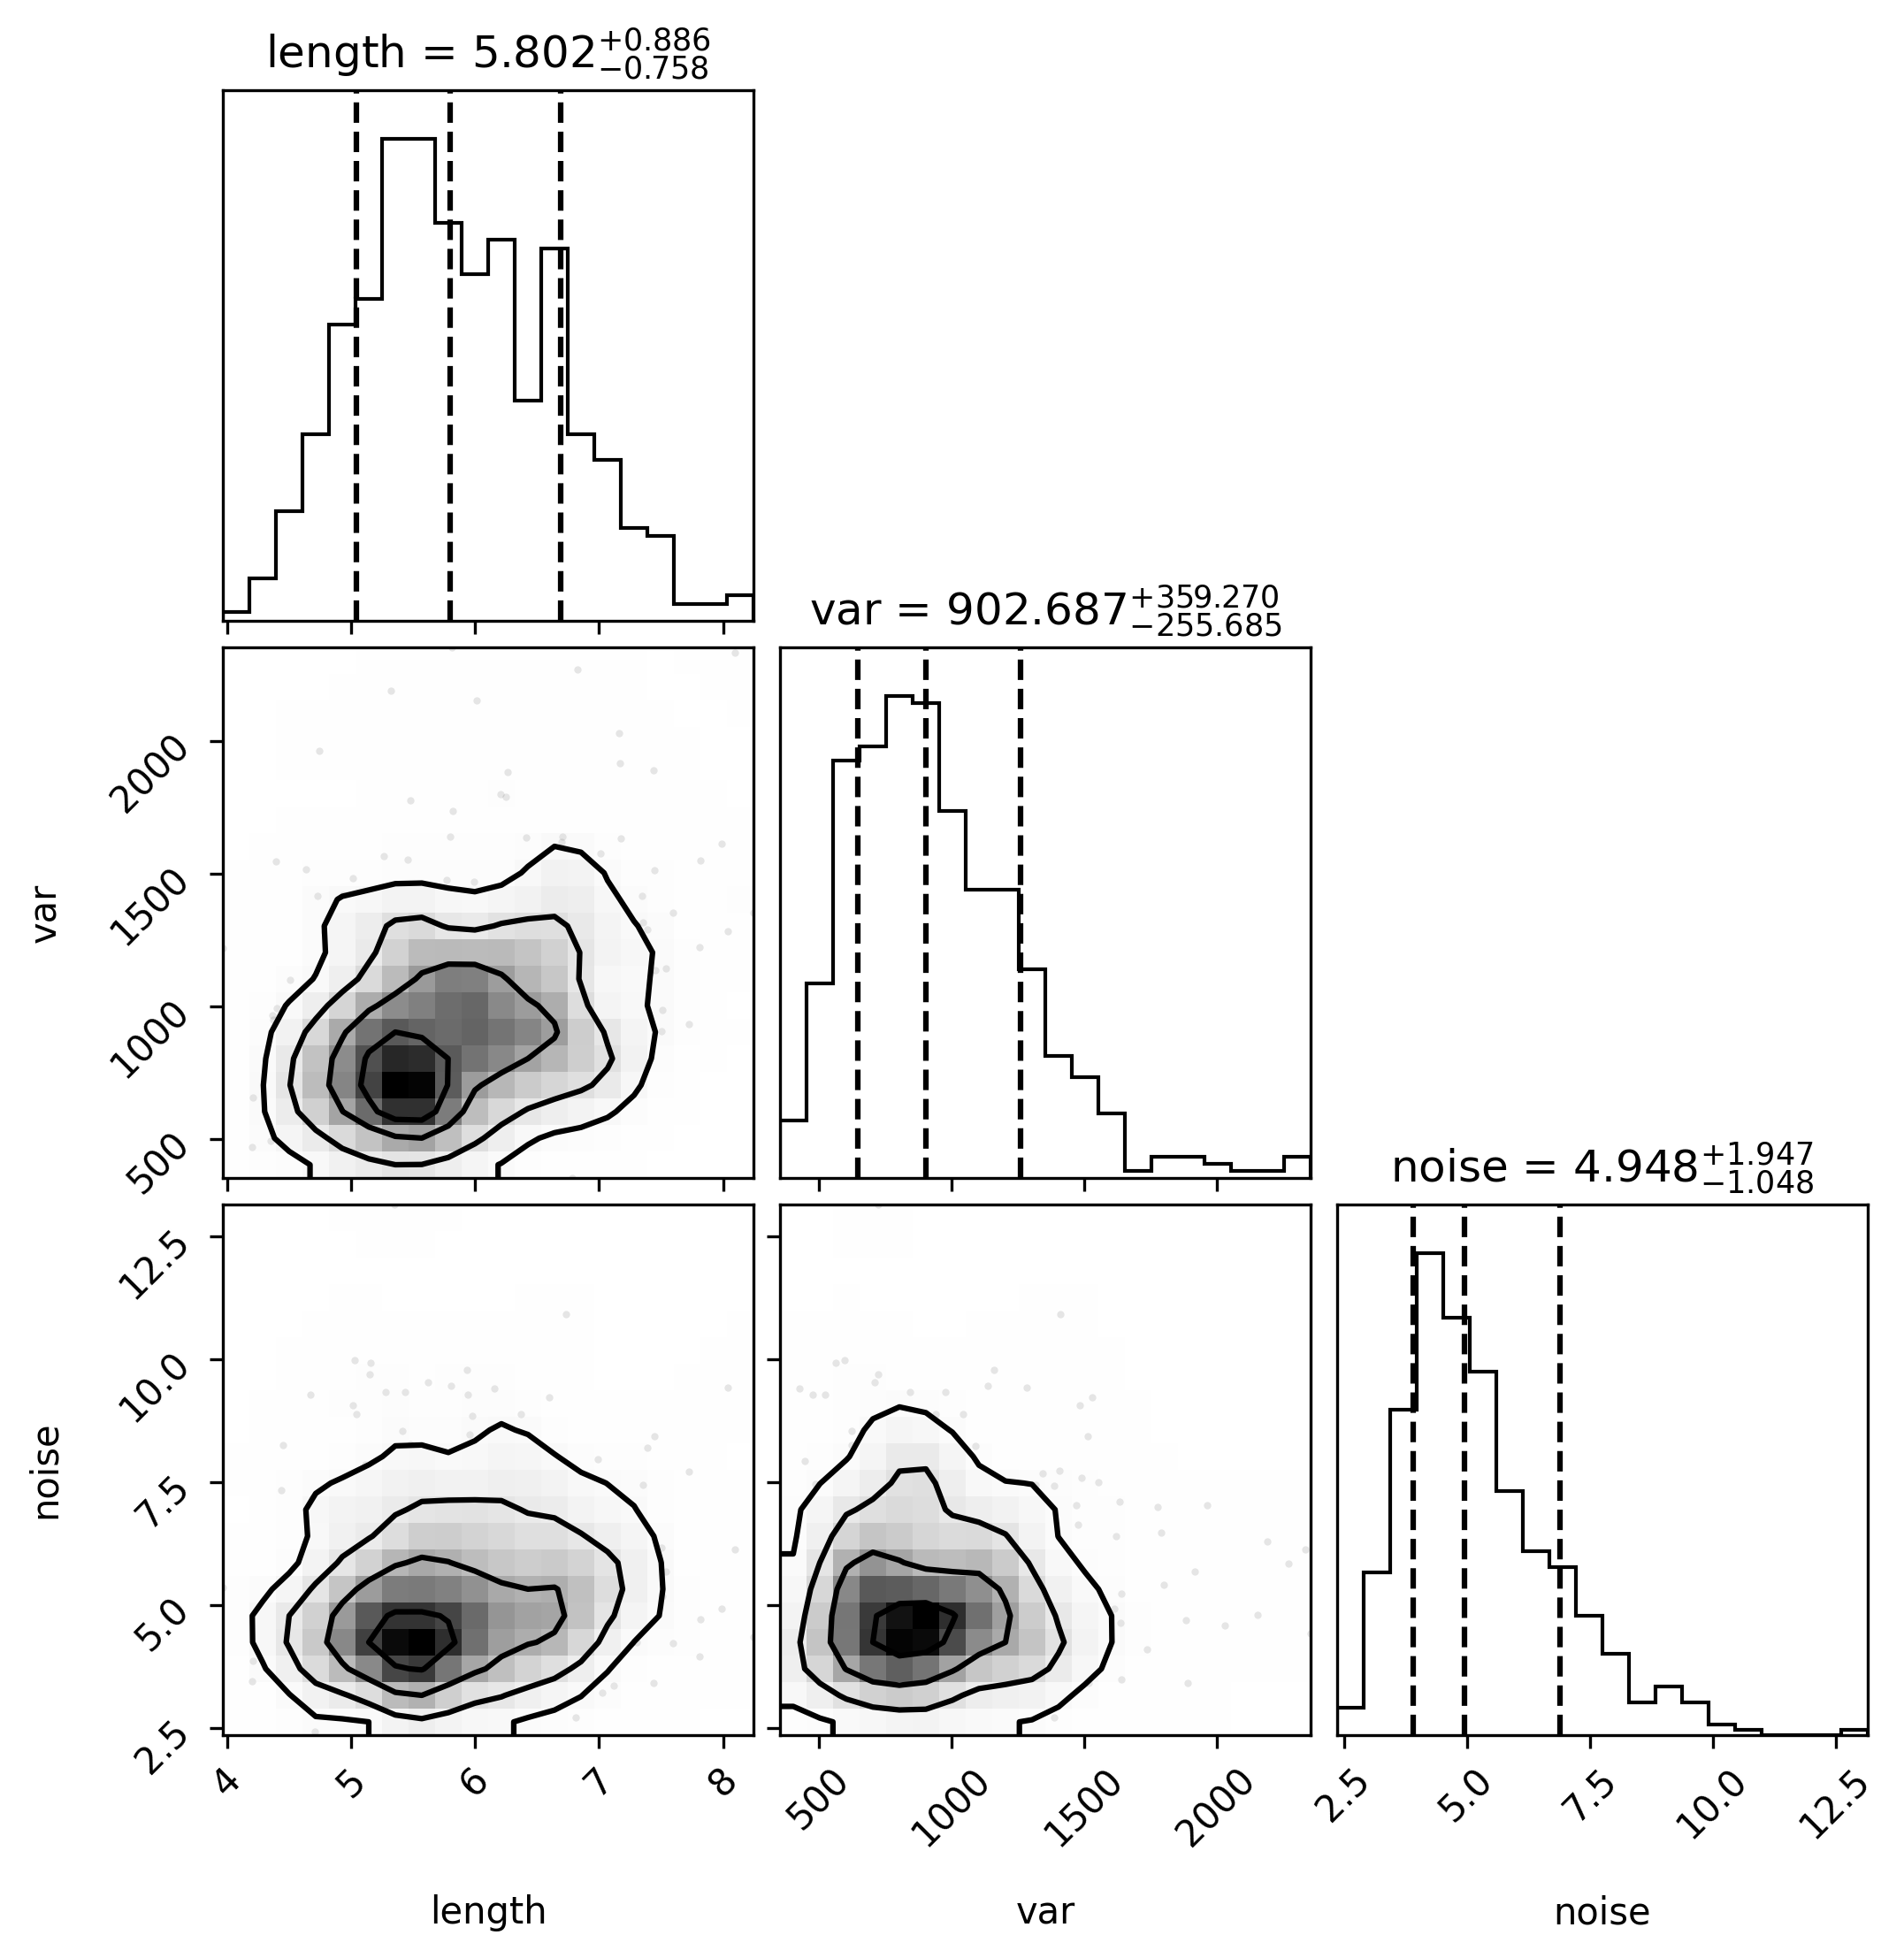 length = 5.802+0.886 −0.758
var = 902.687+359.270 −255.685
2000
1500
1000
500
var
noise = 4.948+1.947 −1.048
12.5
10.0
7.5
5.0
2.5
noise
4 5 6 7 8
500 1000 1500 2000
2.5 5.0 7.5 10.0 12.5
length
var
noise